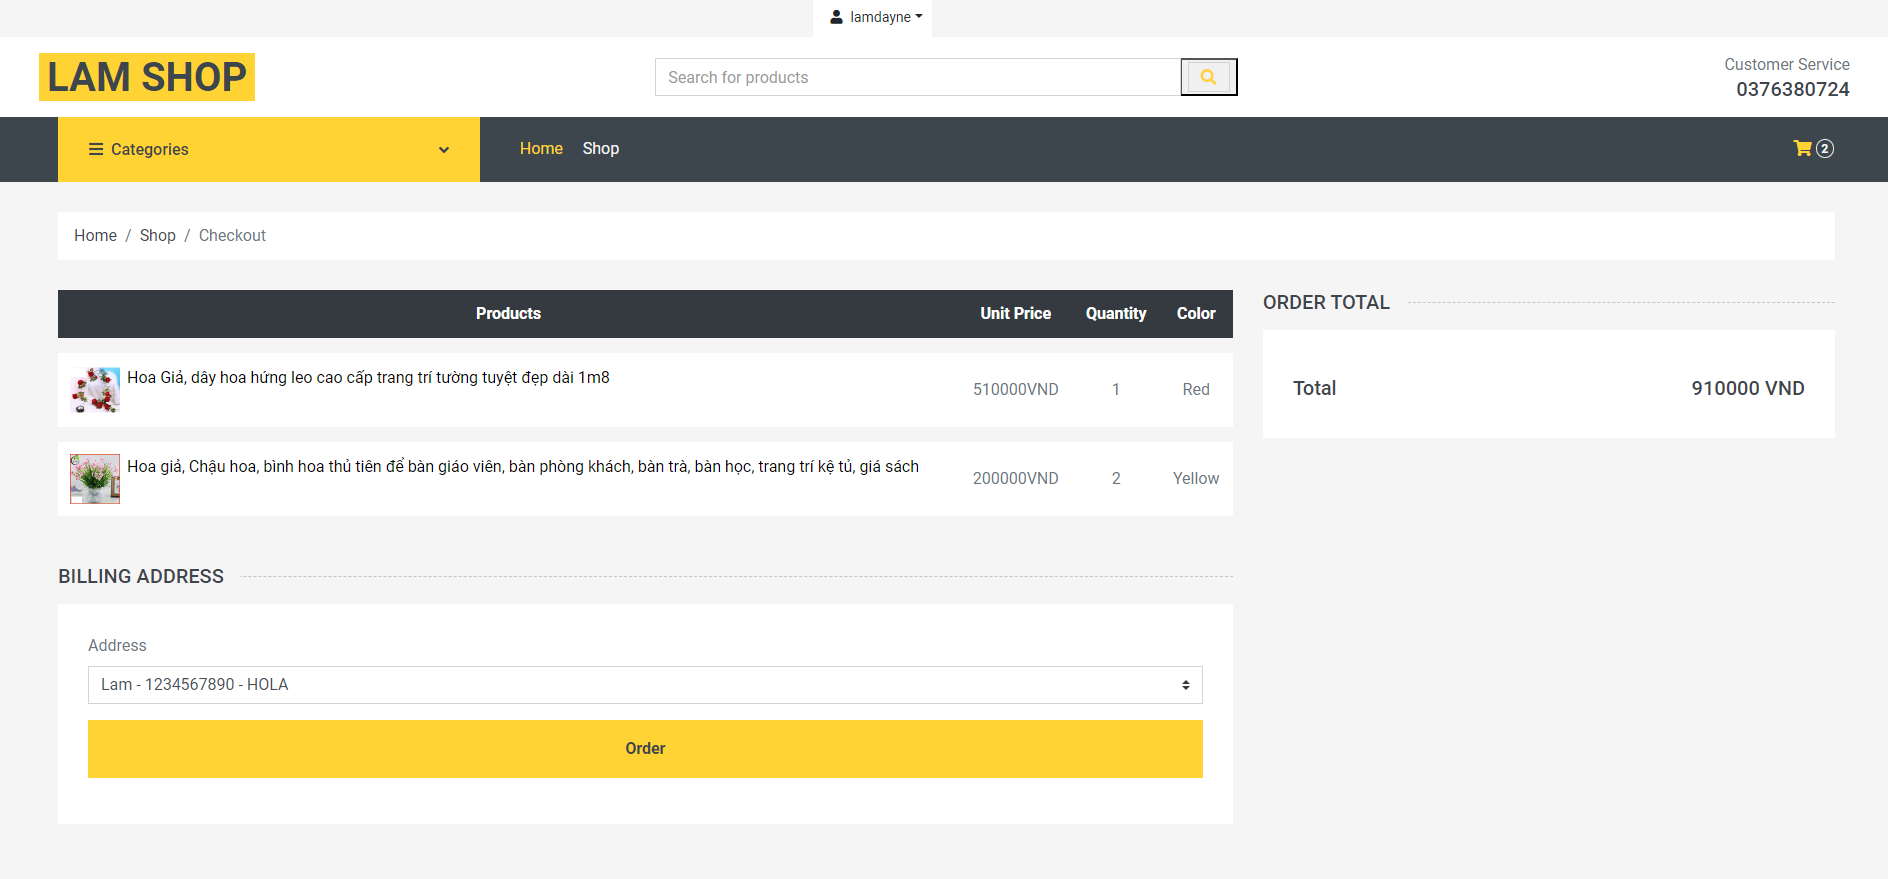 lamdayne
LAM SHOP
Search for products
Customer Service
0376380724
Categories
Home
Shop
2
Home / Shop / Checkout
Products
Unit Price
Quantity
Color
Hoa Giả, dây hoa hứng leo cao cấp trang trí tường tuyệt đẹp dài 1m8
510000VND
1
Red
Hoa giả, Chậu hoa, bình hoa thủ tiên để bàn giáo viên, bàn phòng khách, bàn trà, bàn học, trang trí kệ tủ, giá sách
200000VND
2
Yellow
ORDER TOTAL
Total
910000 VND
BILLING ADDRESS
Address
Lam - 1234567890 - HOLA
Order